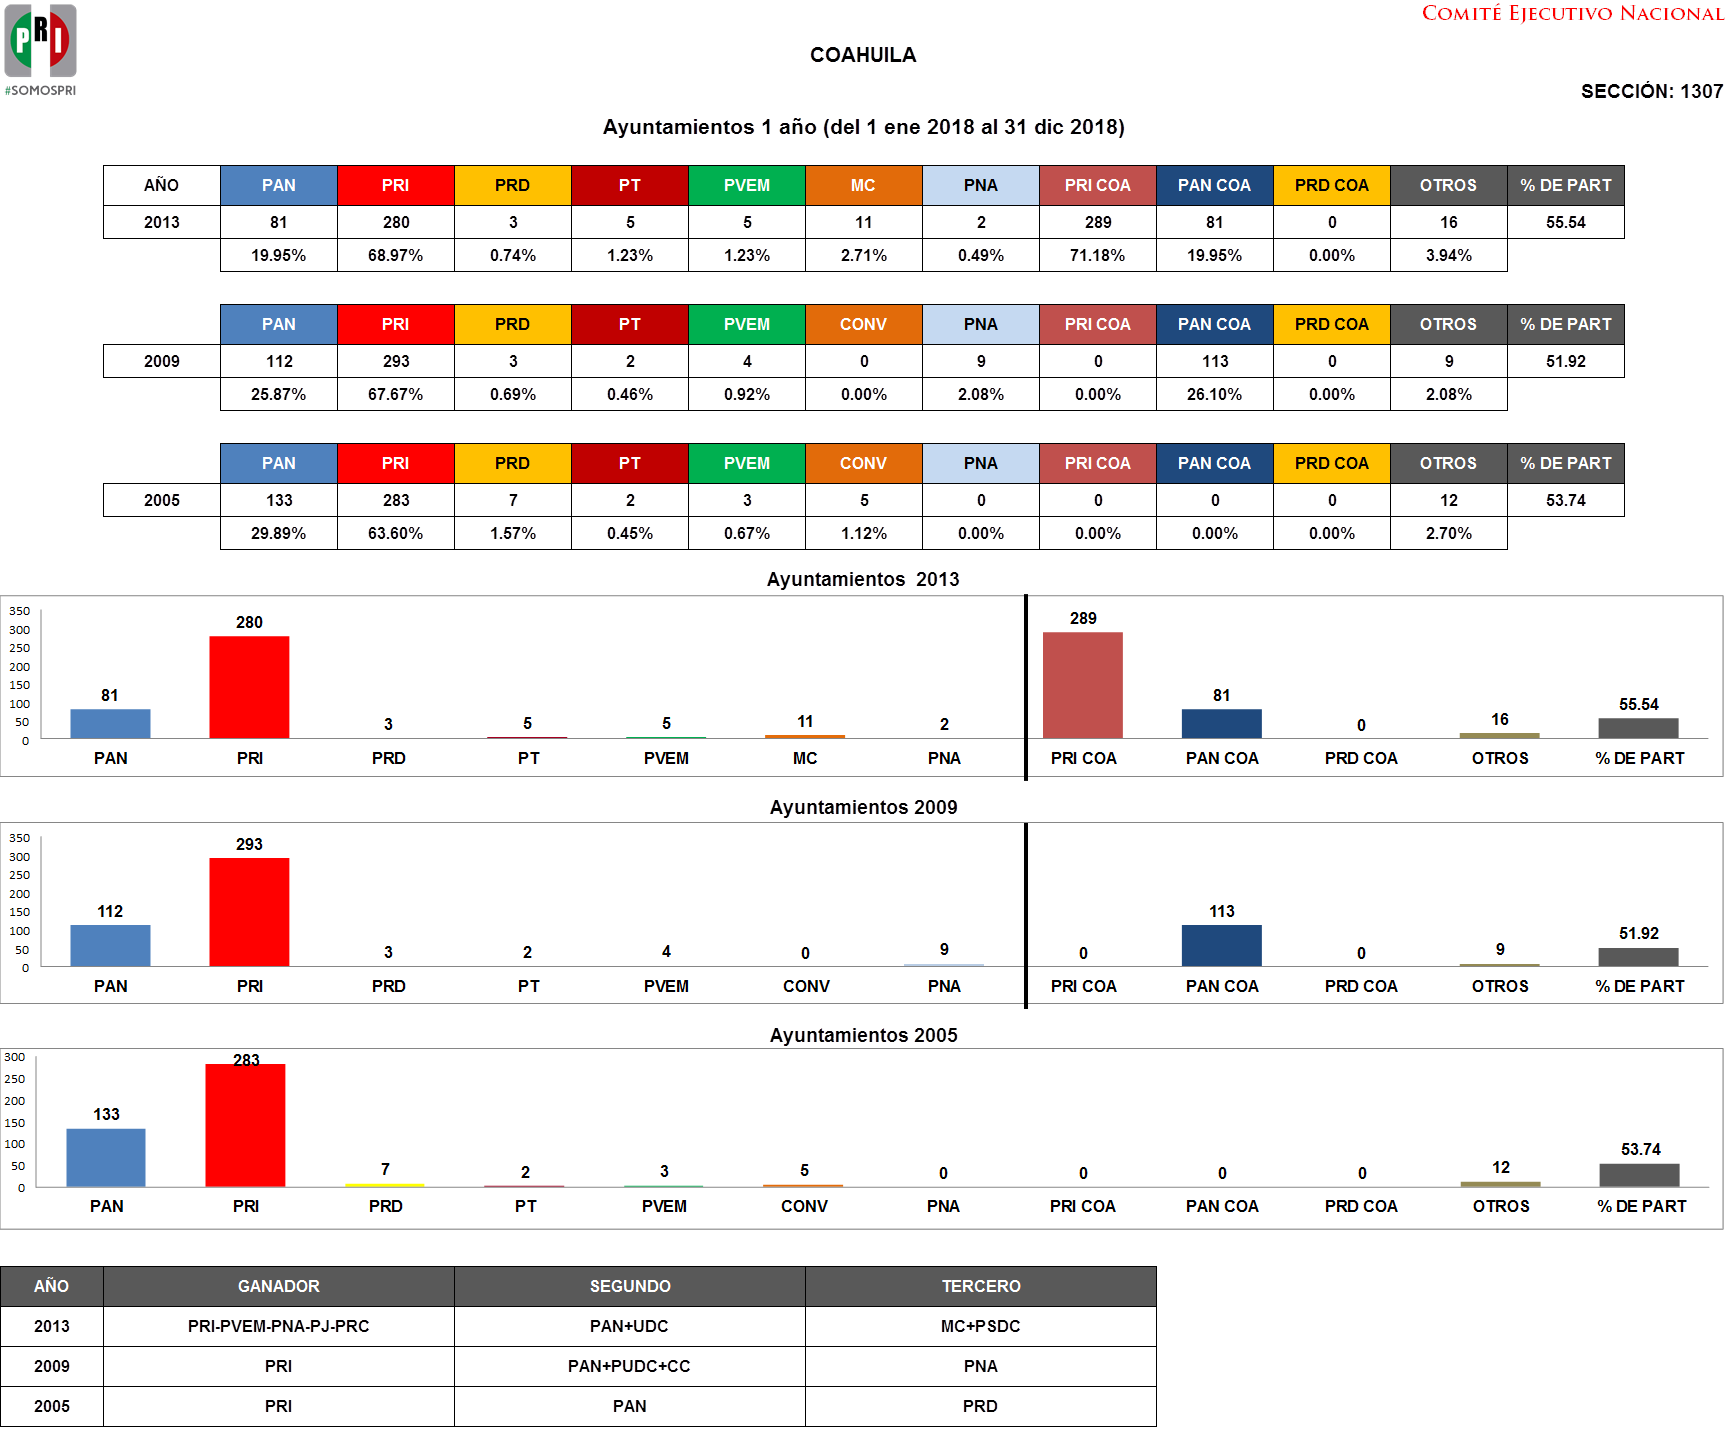 COMITÉ EJECUTIVO NACIONAL
PRI
#SOMOSPRI
COAHUILA
SECCIÓN: 1307
Ayuntamientos 1 año (del 1 ene 2018 al 31 dic 2018)
AÑO PAN PRI PRD PT PVEM MC PNA PRI COA PAN COA PRD COA OTROS % DE PART
2013 81 280 3 5 5 11 2 289 81 0 16 55.54
19.95% 68.97% 0.74% 1.23% 1.23% 2.71% 0.49% 71.18% 19.95% 0.00% 3.94%
PAN PRI PRD PT PVEM CONV PNA PRI COA PAN COA PRD COA OTROS % DE PART
2009 112 293 3 2 4 0 9 0 113 0 9 51.92
25.87% 67.67% 0.69% 0.46% 0.92% 0.00% 2.08% 0.00% 26.10% 0.00% 2.08%
PAN PRI PRD PT PVEM CONV PNA PRI COA PAN COA PRD COA OTROS % DE PART
2005 133 283 7 2 3 5 0 0 0 0 12 53.74
29.89% 63.60% 1.57% 0.45% 0.67% 1.12% 0.00% 0.00% 0.00% 0.00% 2.70%
Ayuntamientos 2013
350
300
250
200
150
100
50
0
81 280 3 5 5 11 2 289 81 0 16 55.54
PAN PRI PRD PT PVEM MC PNA PRI COA PAN COA PRD COA OTROS % DE PART
Ayuntamientos 2009
350
300
250
200
150
100
50
0
112 293 3 2 4 0 9 0 113 0 9 51.92
PAN PRI PRD PT PVEM CONV PNA PRI COA PAN COA PRD COA OTROS % DE PART
Ayuntamientos 2005
300
250
200
150
100
50
0
133 283 7 2 3 5 0 0 0 0 12 53.74
PAN PRI PRD PT PVEM CONV PNA PRI COA PAN COA PRD COA OTROS % DE PART
AÑO GANADOR SEGUNDO TERCERO
2013 PRI-PVEM-PNA-PJ-PRC PAN+UDC MC+PSDC
2009 PRI PAN+PUDC+CC PNA
2005 PRI PAN PRD